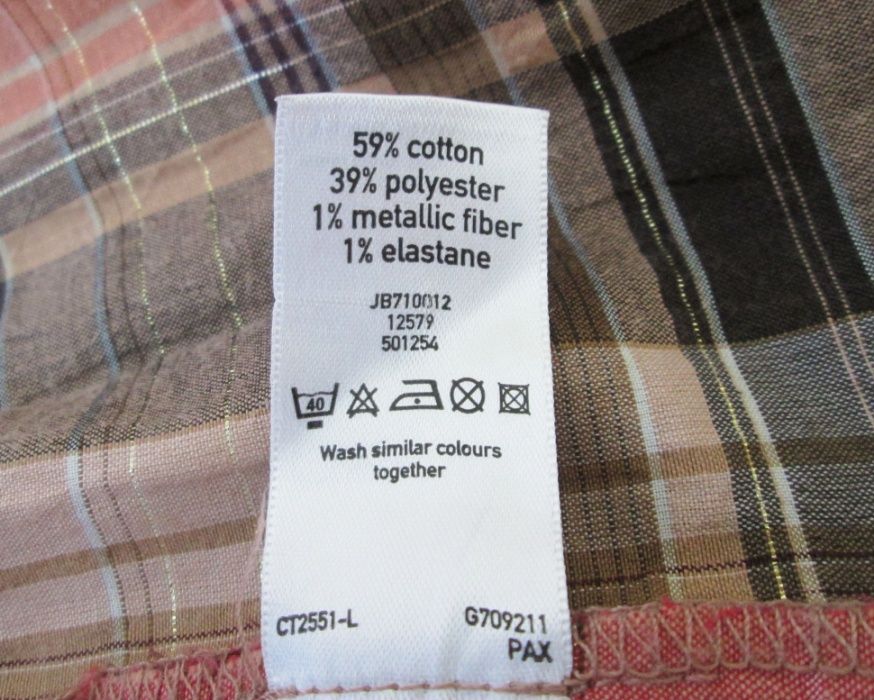 59% cotton
39% polyester
1% metallic fiber
1% elastane
JB710012
12579
501254
40
Wash similar colours
together
CT2551-L
G709211
PAX